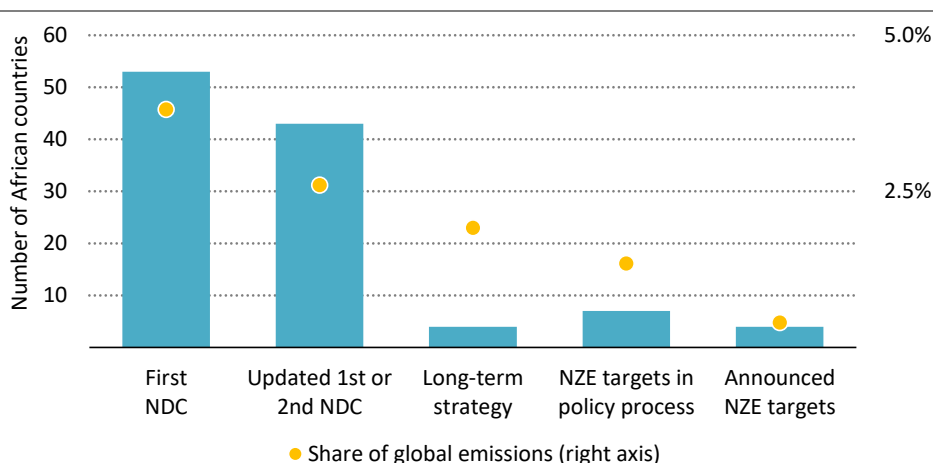 Number of African countries
60
50
40
30
20
10
5.0%
2.5%
First
NDC
Updated 1st or
2nd NDC
Long-term
strategy
NZE targets in
policy process
Announced
NZE targets
Share of global emissions (right axis)